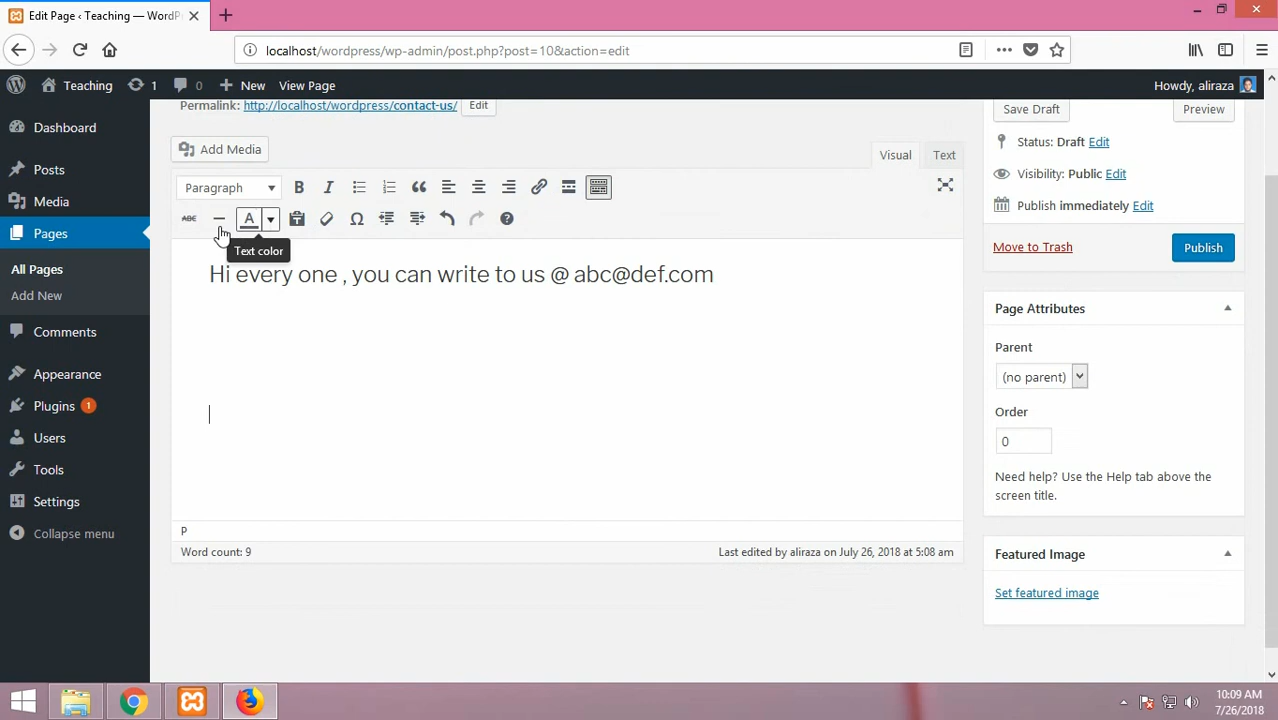 Edit Page ‹ Teaching — WordP
localhost/wordpress/wp-admin/post.php?post=10&action=edit
Teaching
1
0
New
View Page
Howdy, aliraza
Dashboard
Posts
Media
Pages
All Pages
Add New
Comments
Appearance
Plugins 1
Users
Tools
Settings
Collapse menu
Permalink: http://localhost/wordpress/contact-us/ Edit
Add Media
Visual Text
Paragraph
B I
ABC
A
Text color
Hi every one , you can write to us @ abc@def.com
P
Word count: 9
Last edited by aliraza on July 26, 2018 at 5:08 am
Save Draft
Preview
Status: Draft Edit
Visibility: Public Edit
Publish immediately Edit
Move to Trash
Publish
Page Attributes
Parent
(no parent)
Order
0
Need help? Use the Help tab above the
screen title.
Featured Image
Set featured image
10:09 AM
7/26/2018